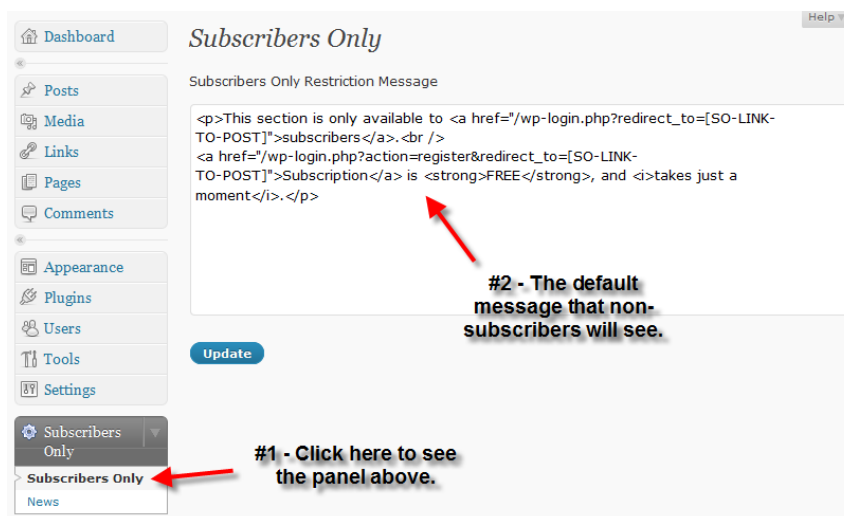 Help
Dashboard
Posts
Media
Links
Pages
Comments
Appearance
Plugins
Users
Tools
Settings
Subscribers
Only
Subscribers Only
News
Subscribers Only
Subscribers Only Restriction Message
<p>This section is only available to <a href="/wp-login.php?redirect_to=[SO-LINK-
TO-POST]">subscribers</a>.<br />
<a href="/wp-login.php?action=register&redirect_to=[SO-LINK-
TO-POST]">Subscription</a> is <strong>FREE</strong>, and <i>takes just a
moment</i>.</p>
#2 - The default
message that non-
subscribers will see.
Update
#1 - Click here to see
the panel above.